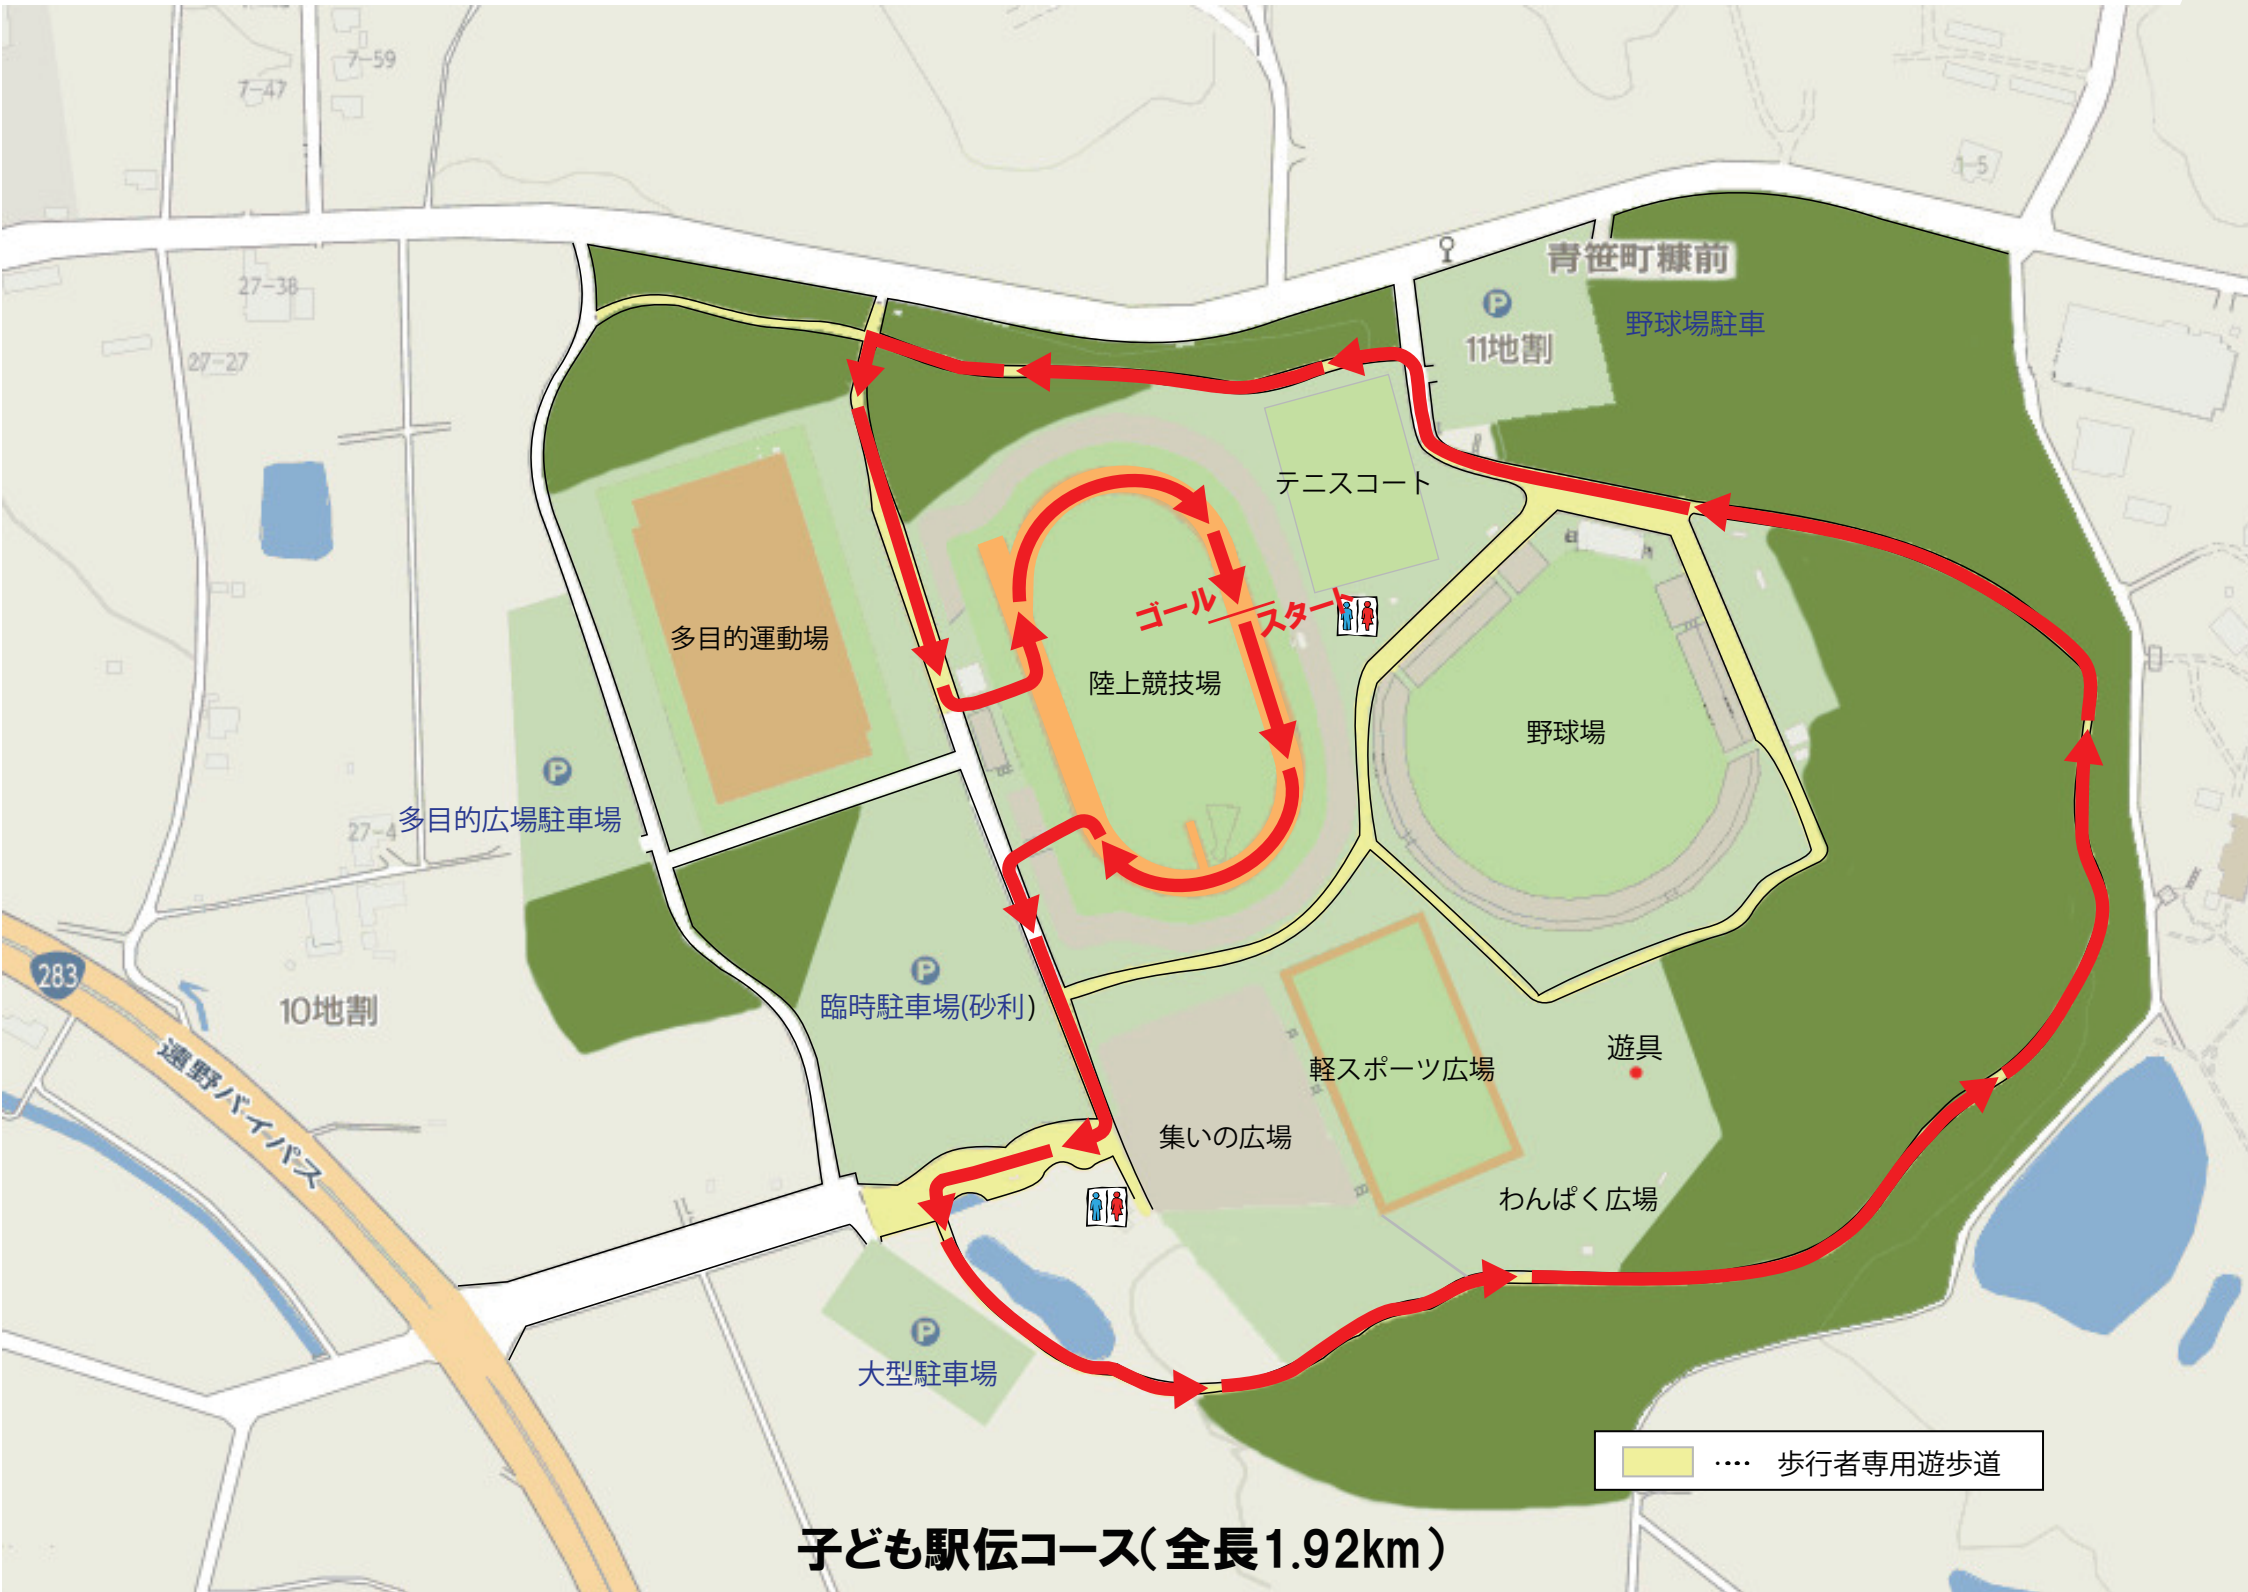 7-59
7-47
1-5
青笹町糠前
27-38
P
野球場駐車
11地割
27-27
テニスコート
ゴール
スタート
多目的運動場
陸上競技場
野球場
P
多目的広場駐車場
27-4
283
P
臨時駐車場(砂利)
10地割
遊具
軽スポーツ広場
遠野バイパス
集いの広場
わんぱく広場
P
大型駐車場
‥‥ 歩行者専用遊歩道
子ども駅伝コース(全長1.92km)